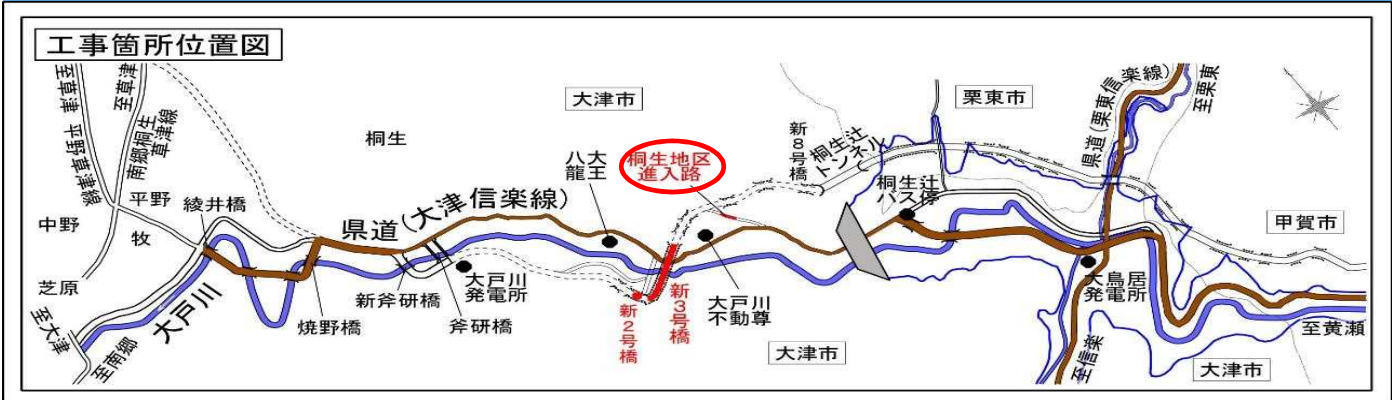 工事箇所位置図
至草津
平野草津線
至草津
南郷桐生
草津線
中野
平野
牧
芝原
至大津
至南郷
綾井橋
大戸川
県道(大津信楽線)
焼野橋
新斧研橋
斧研橋
大戸川
発電所
桐生
大津市
八大
龍王
桐生地区
進入路
新2号橋
新3号橋
大戸川
不動尊
大津市
新8号橋
桐生辻
トンネル
栗東市
桐生辻
バス停
県道(栗東信楽線)
至栗東
甲賀市
大鳥居
発電所
至信楽
大津市
至黄瀬